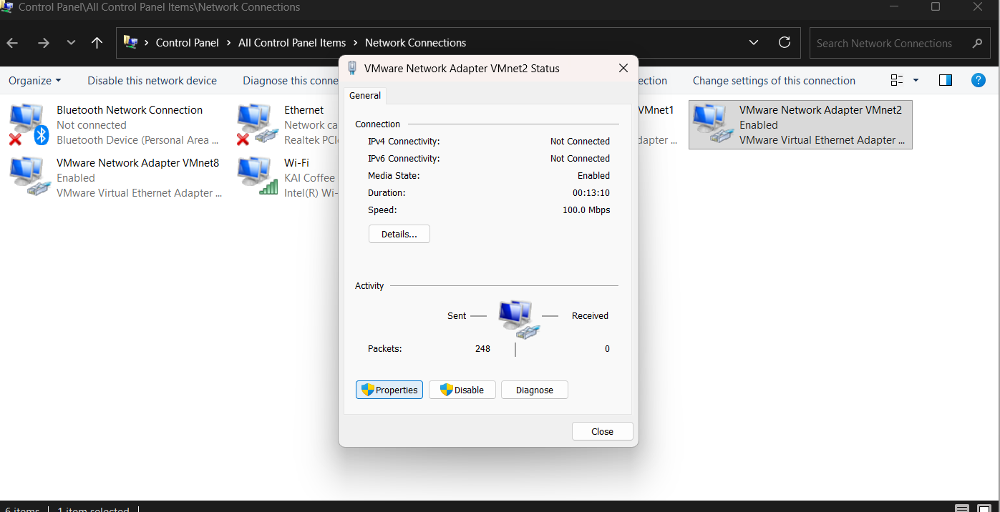 Control Panel\All Control Panel Items\Network Connections
Control Panel > All Control Panel Items > Network Connections
Search Network Connections
Organize
Disable this network device
Diagnose this conne
ection
Change settings of this connection
?
Bluetooth Network Connection
Not connected
Bluetooth Device (Personal Area ...
Ethernet
Network ca
Realtek PCIe
VMnet1
dapter ...
VMware Network Adapter VMnet2
Enabled
VMware Virtual Ethernet Adapter ...
VMware Network Adapter VMnet8
Enabled
VMware Virtual Ethernet Adapter ...
Wi-Fi
KAI Coffee
Intel(R) Wi-
VMware Network Adapter VMnet2 Status
General
Connection
IPv4 Connectivity: Not Connected
IPv6 Connectivity: Not Connected
Media State: Enabled
Duration: 00:13:10
Speed: 100.0 Mbps
Details...
Activity
Sent — — Received
Packets: 248 | 0
Properties
Disable
Diagnose
Close
6 items | 1 item selected |